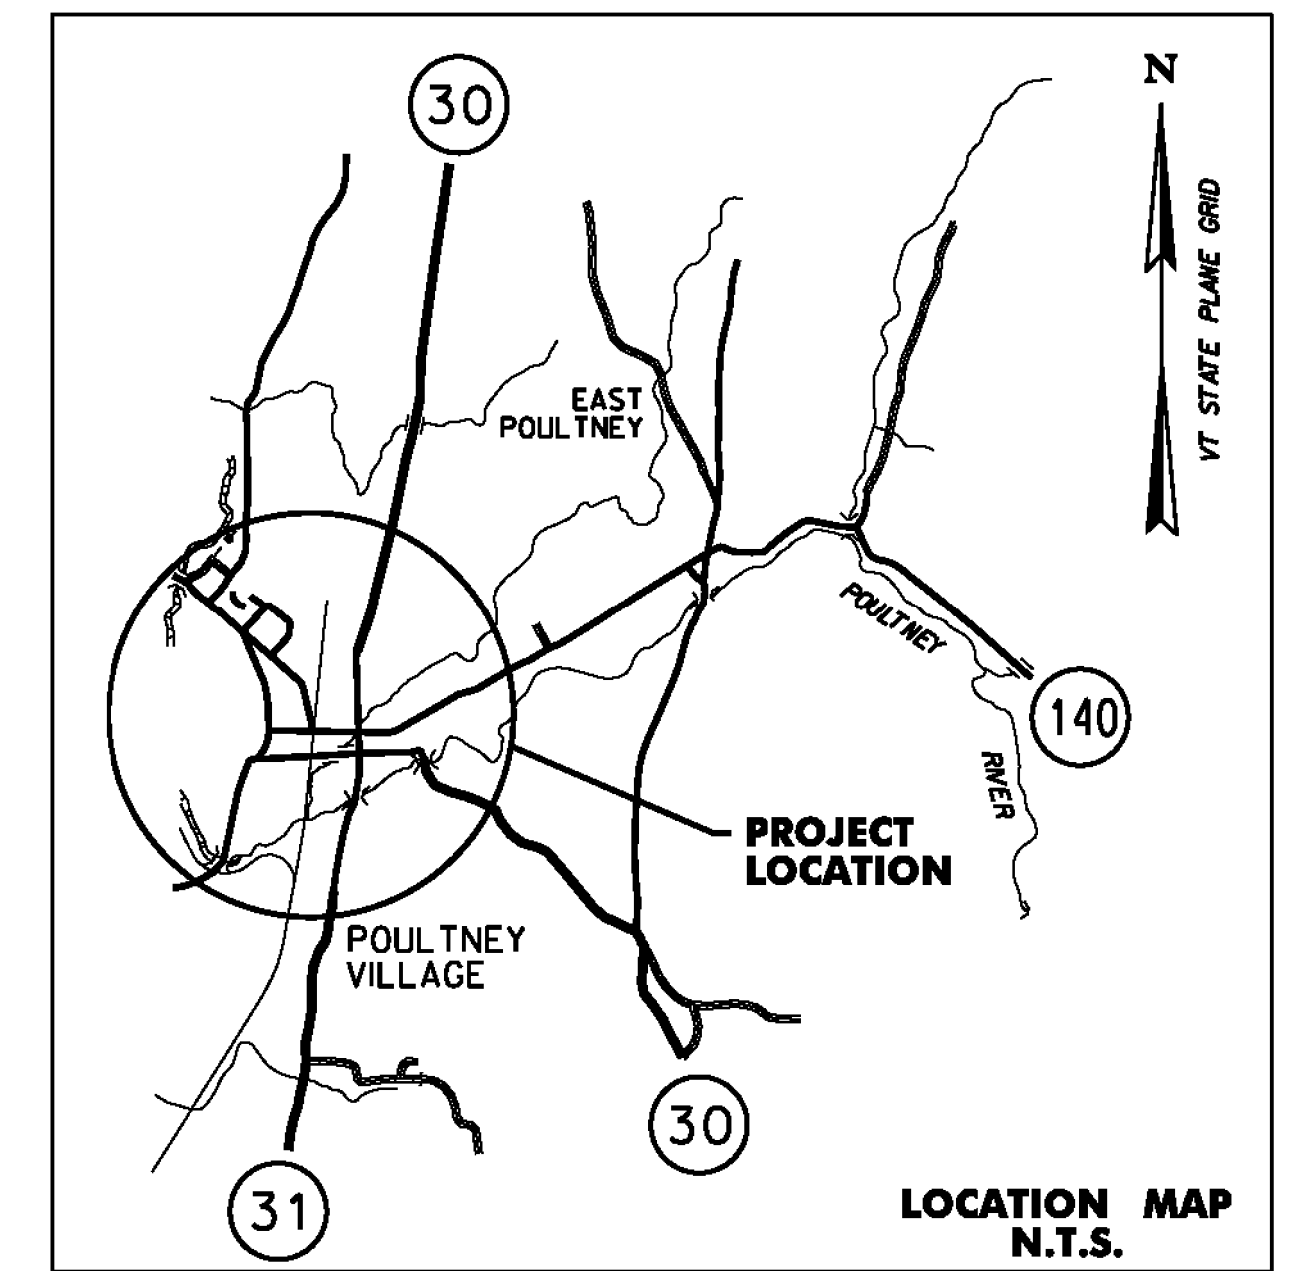 30
N
VT STATE PLANE GRID
EAST
POULTNEY
POULTNEY
140
RIVER
PROJECT
LOCATION
POULTNEY
VILLAGE
30
31
LOCATION MAP
N.T.S.